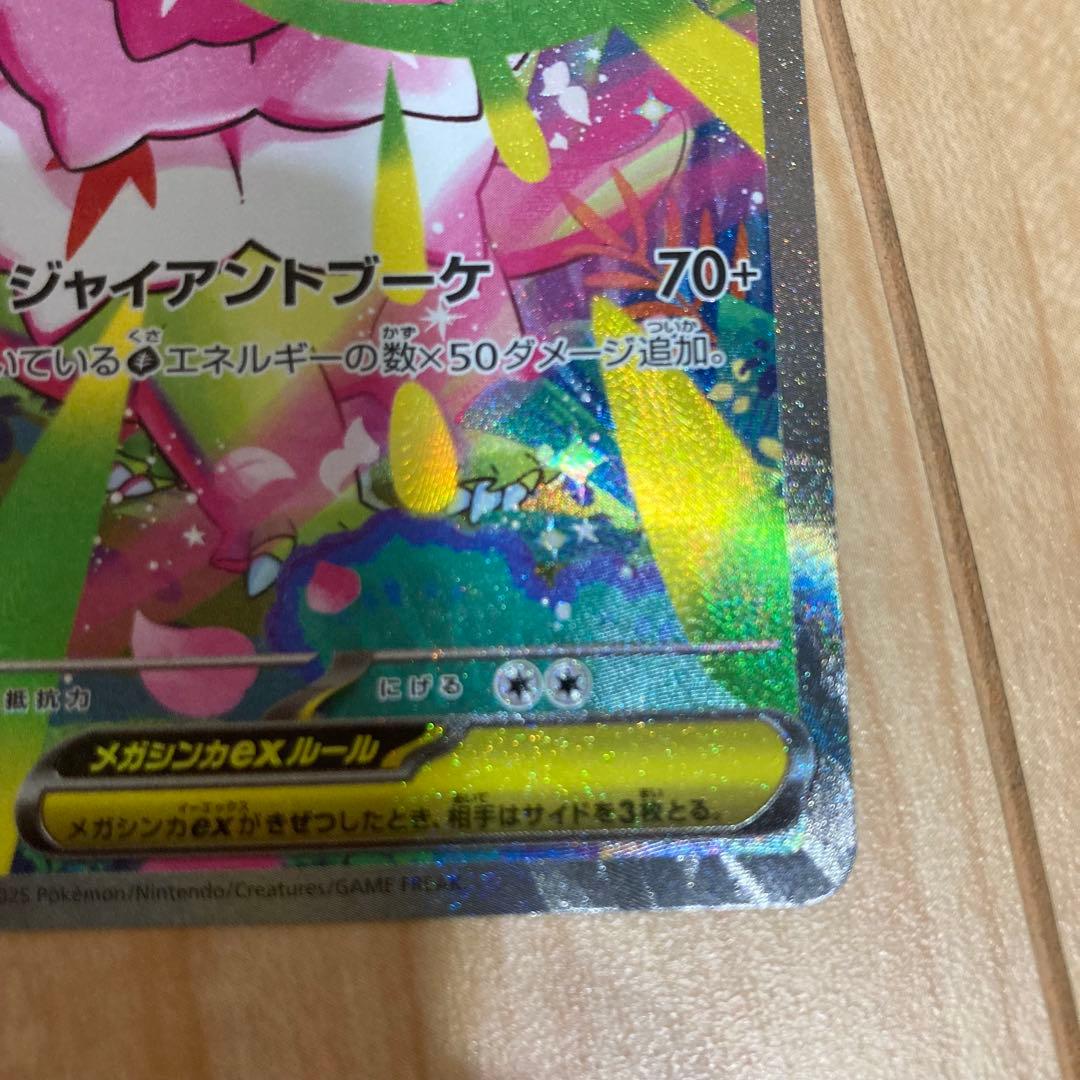 ジャイアントブーケ 70+
いているエネルギーの数×50ダメージ追加。
抵抗力 にげる
メガシンカexルール
メガシンカexがきぜつしたとき、相手はサイドを3枚とる。
025 Pokémon/Nintendo/Creatures/GAME FREAK.